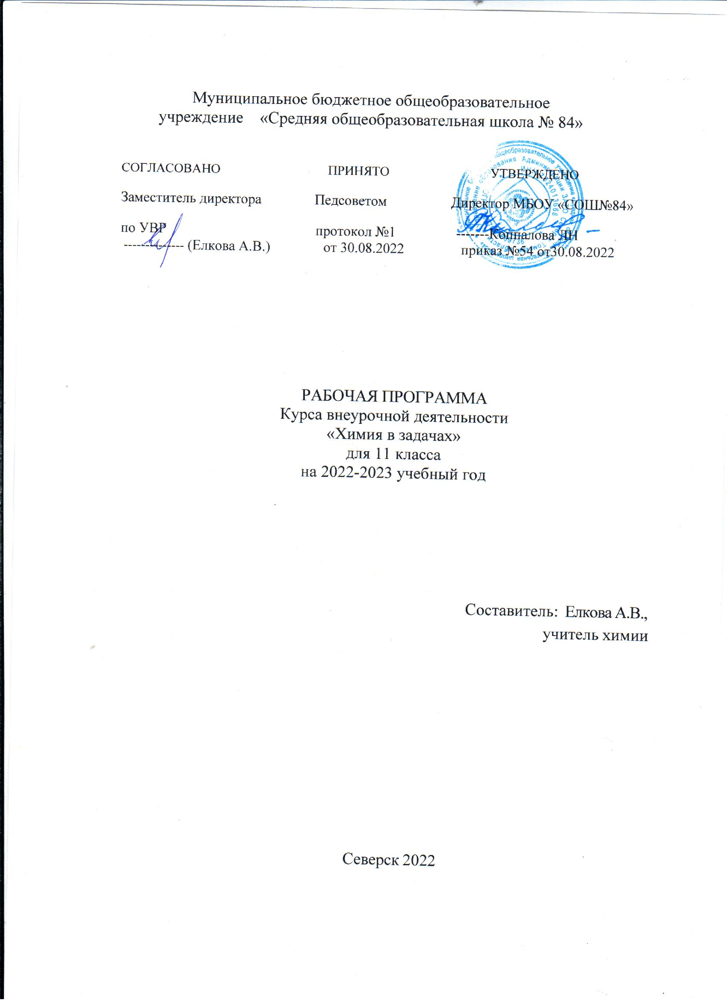 Муниципальное бюджетное общеобразовательное
учреждение «Средняя общеобразовательная школа № 84»
СОГЛАСОВАНО ПРИНЯТО УТВЕРЖДЕНО
Заместитель директора Педсоветом Директор МБОУ «СОШ№84»
по УВР протокол №1 --------Коппалова ЛН
-------------- (Елкова А.В.) от 30.08.2022 приказ №54 от30.08.2022
РАБОЧАЯ ПРОГРАММА
Курса внеурочной деятельности
«Химия в задачах»
для 11 класса
на 2022-2023 учебный год
Составитель: Елкова А.В.,
учитель химии
Северск 2022